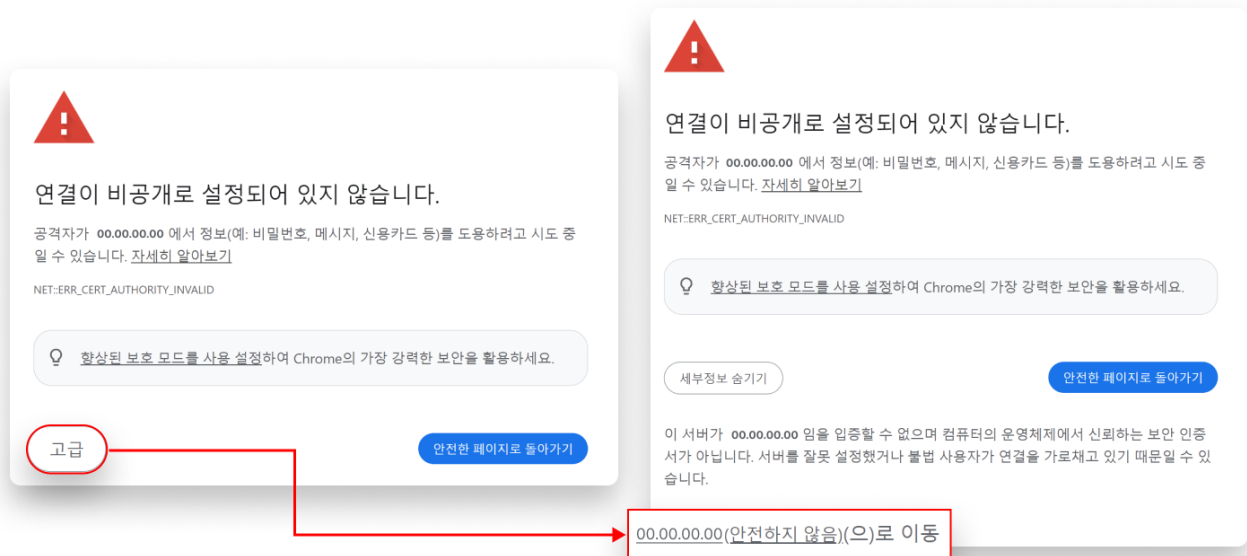 연결이 비공개로 설정되어 있지 않습니다.
공격자가 00.00.00.00 에서 정보(예: 비밀번호, 메시지, 신용카드 등)를 도용하려고 시도 중
일 수 있습니다. 자세히 알아보기
NET::ERR_CERT_AUTHORITY_INVALID
향상된 보호 모드를 사용 설정하여 Chrome의 가장 강력한 보안을 활용하세요.
고급
안전한 페이지로 돌아가기
연결이 비공개로 설정되어 있지 않습니다.
공격자가 00.00.00.00 에서 정보(예: 비밀번호, 메시지, 신용카드 등)를 도용하려고 시도 중
일 수 있습니다. 자세히 알아보기
NET::ERR_CERT_AUTHORITY_INVALID
향상된 보호 모드를 사용 설정하여 Chrome의 가장 강력한 보안을 활용하세요.
세부정보 숨기기
안전한 페이지로 돌아가기
이 서버가 00.00.00.00 임을 입증할 수 없으며 컴퓨터의 운영체제에서 신뢰하는 보안 인증
서가 아닙니다. 서버를 잘못 설정했거나 불법 사용자가 연결을 가로채고 있기 때문일 수 있
습니다.
00.00.00.00(안전하지 않음)(으)로 이동